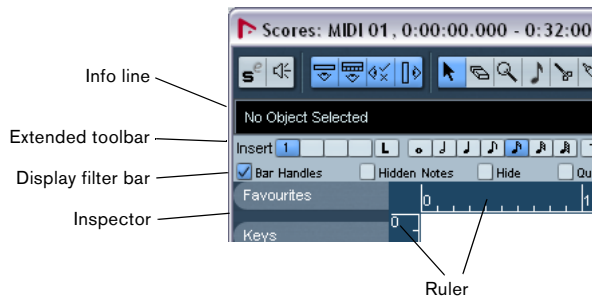 Scores: MIDI 01, 0:00:00.000 - 0:32:00
Info line
No Object Selected
Extended toolbar
Insert 1 L
Display filter bar
Bar Handles Hidden Notes Hide Qu
Inspector
Favourites
0 1
0
Keys
Ruler